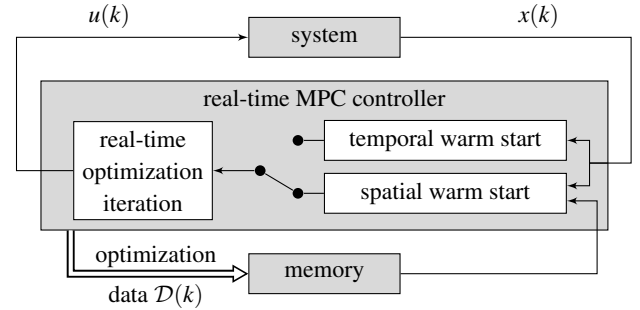 u(k)
system
x(k)
real-time MPC controller
real-time
optimization
iteration
temporal warm start
spatial warm start
optimization
data 𝒟(k)
memory